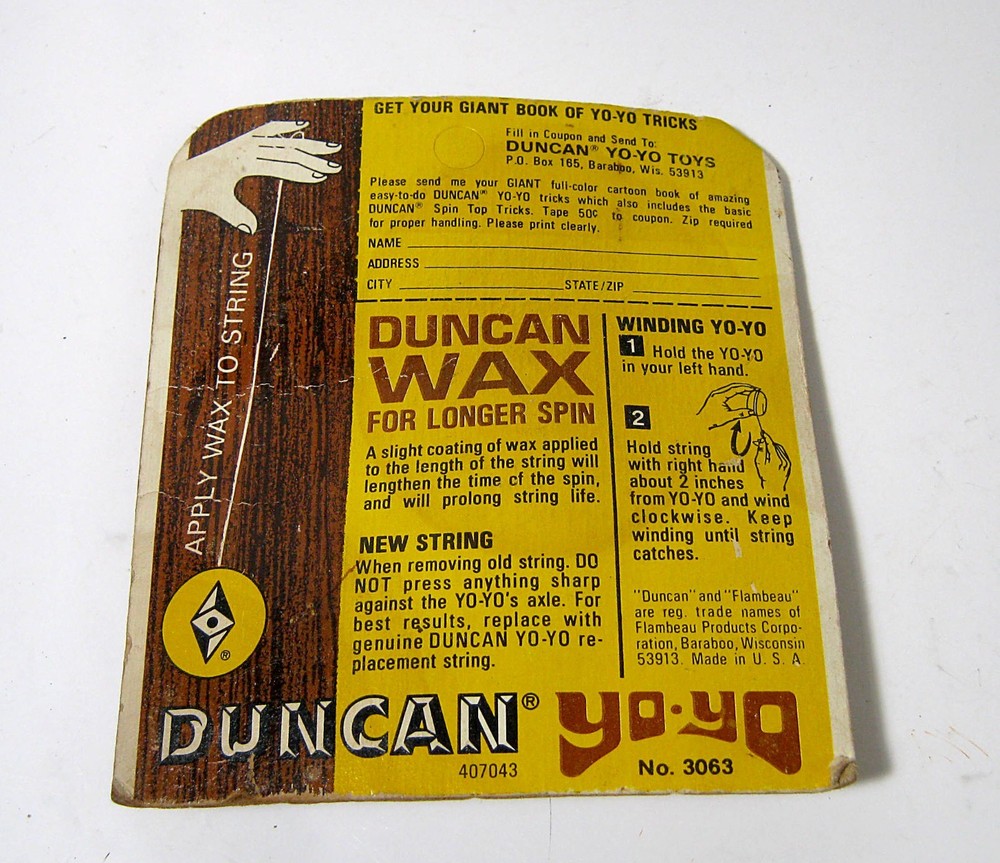 GET YOUR GIANT BOOK OF YO-YO TRICKS
Fill in Coupon and Send To:
DUNCAN® YO-YO TOYS
P.O. Box 165, Baraboo, Wis. 53913
Please send me your GIANT full-color cartoon book of amazing
easy-to-do DUNCAN® YO-YO tricks which also includes the basic
DUNCAN® Spin Top Tricks. Tape 50¢ to coupon. Zip required
for proper handling. Please print clearly.
NAME
ADDRESS
CITY STATE/ZIP
APPLY WAX TO STRING
DUNCAN
WAX
FOR LONGER SPIN
A slight coating of wax applied
to the length of the string will
lengthen the time of the spin,
and will prolong string life.
NEW STRING
When removing old string. DO
NOT press anything sharp
against the YO-YO's axle. For
best results, replace with
genuine DUNCAN YO-YO re-
placement string.
WINDING YO-YO
1 Hold the YO-YO
in your left hand.
2
Hold string
with right hand
about 2 inches
from YO-YO and wind
clockwise. Keep
winding until string
catches.
"Duncan" and "Flambeau"
are reg. trade names of
Flambeau Products Corpo-
ration, Baraboo, Wisconsin
53913. Made in U. S. A.
®
DUNCAN® yo-yo
407043
No. 3063